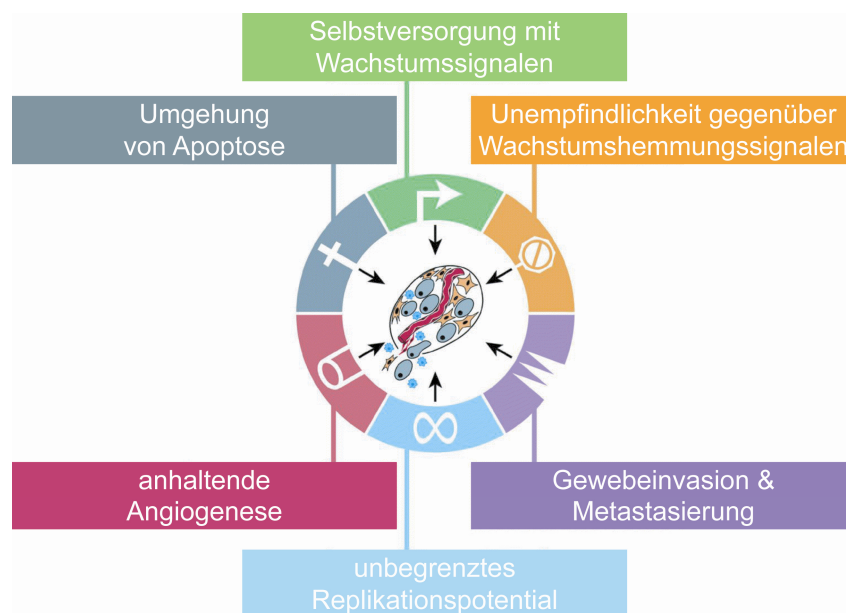 Selbstversorgung mit
Wachstumssignalen
Umgehung
von Apoptose
Unempfindlichkeit gegenüber
Wachstumshemmungssignalen
anhaltende
Angiogenese
Gewebeinvasion &
Metastasierung
unbegrenztes
Replikationspotential